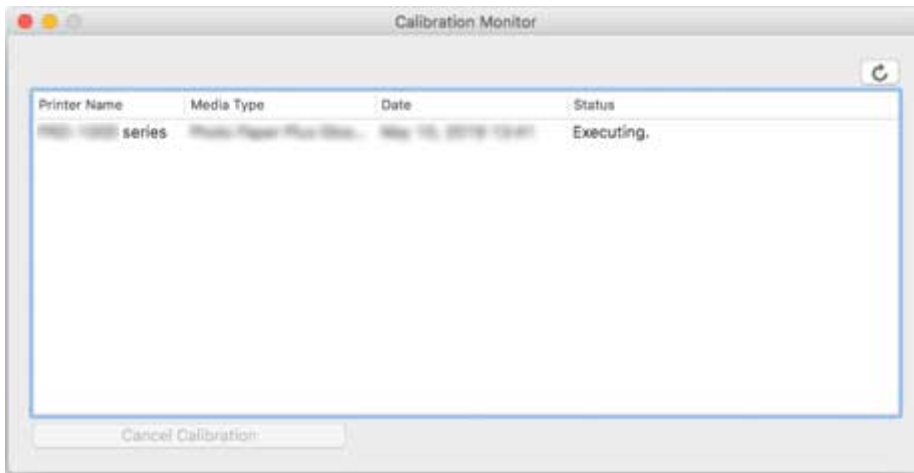 Calibration Monitor
Printer Name Media Type Date Status
series Executing.
Cancel Calibration